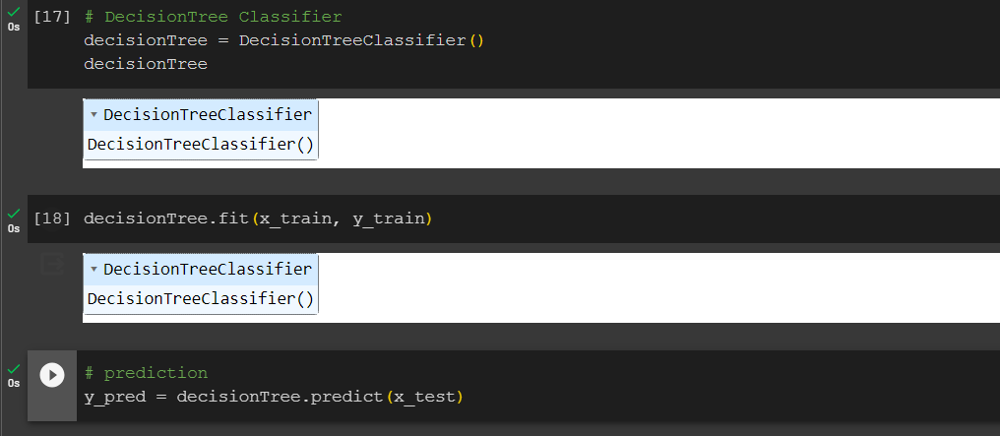 [17] # DecisionTree Classifier
0s
decisionTree = DecisionTreeClassifier()
decisionTree
▾ DecisionTreeClassifier
DecisionTreeClassifier()
[18] decisionTree.fit(x_train, y_train)
0s
▾ DecisionTreeClassifier
DecisionTreeClassifier()
# prediction
0s
y_pred = decisionTree.predict(x_test)